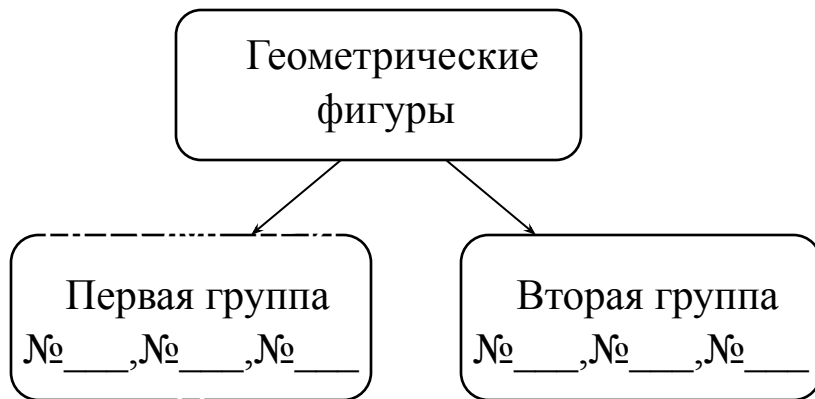 Геометрические
фигуры
Первая группа
№___,№___,№___
Вторая группа
№___,№___,№___